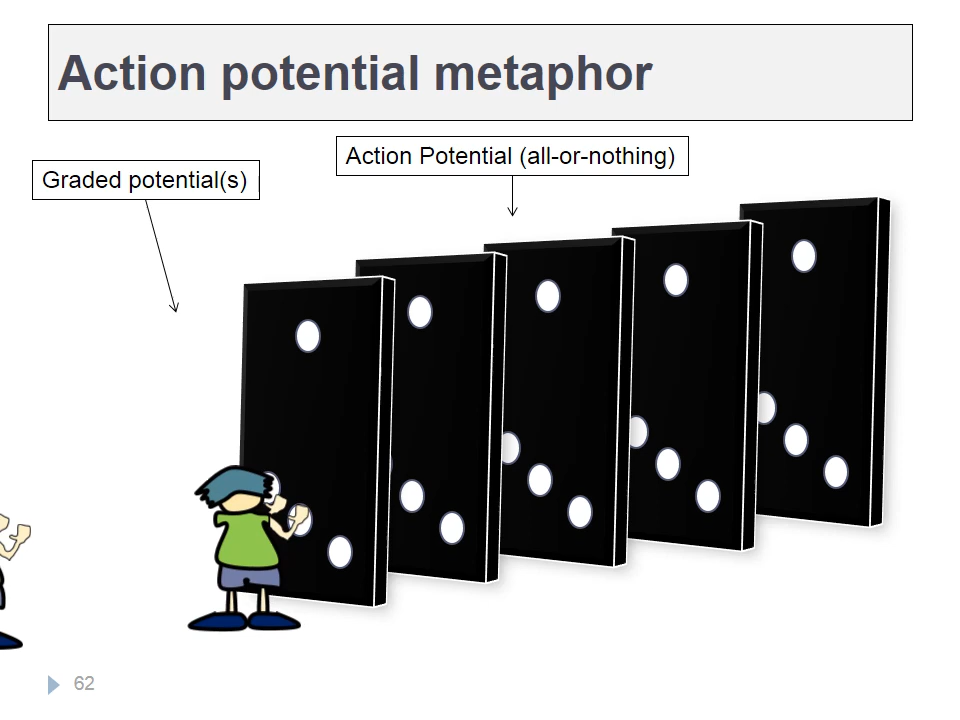 Action potential metaphor
Action Potential (all-or-nothing)
Graded potential(s)
62